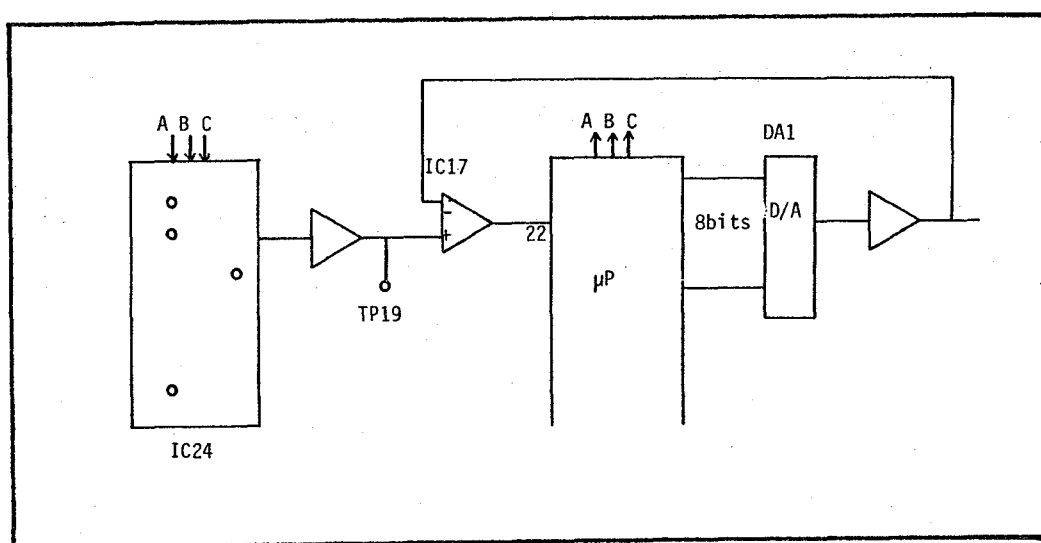 A B C
IC24
TP19
IC17
-
+
22
A B C
µP
8bits
DA1
D/A